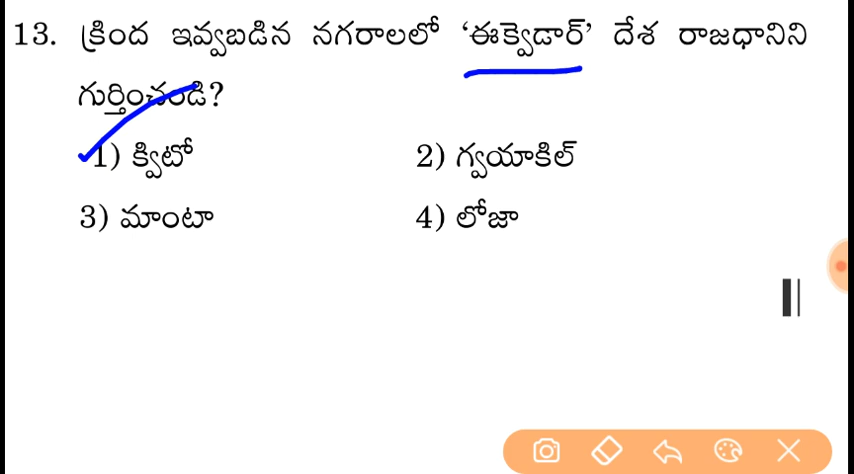 13. క్రింద ఇవ్వబడిన నగరాలలో ‘ఈక్వెడార్’ దేశ రాజధానిని
గుర్తించండి?
1) క్విటో 2) గ్వయాకిల్
3) మాంటా 4) లోజా